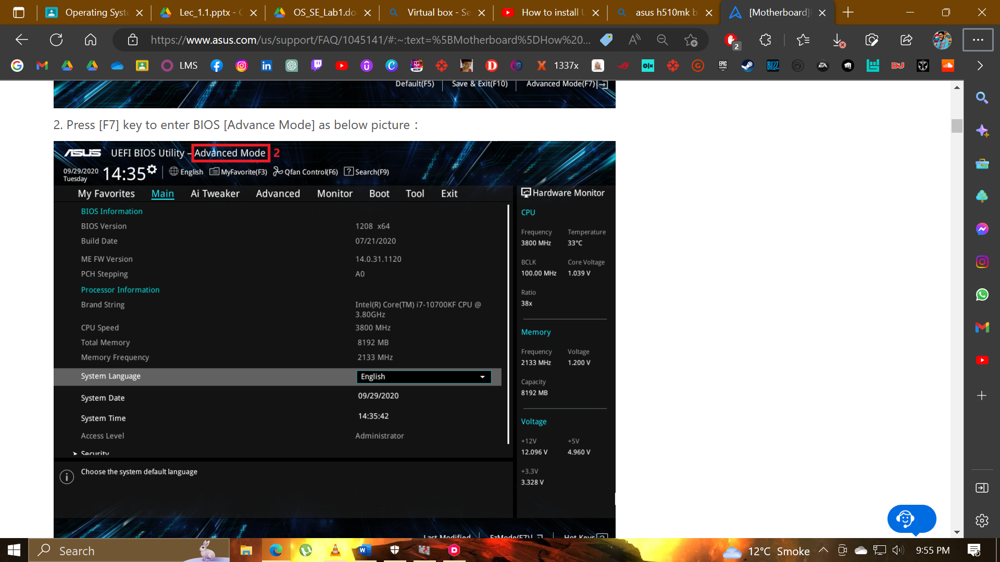 Operating Syst
Lec_1.1.pptx - G
OS_SE_Lab1.do
Virtual box - Se
How to install U
asus h510mk b
[Motherboard]
https://www.asus.com/us/support/FAQ/1045141/#:~:text=%5BMotherboard%5DHow%20...
2
LMS
1337x
Default(F5)
Save & Exit(F10)
Advanced Mode(F7)
2. Press [F7] key to enter BIOS [Advance Mode] as below picture：
ASUS UEFI BIOS Utility – Advanced Mode 2
09/29/2020
Tuesday
14:35
English
MyFavorite(F3)
Qfan Control(F6)
Search(F9)
My Favorites Main Ai Tweaker Advanced Monitor Boot Tool Exit
BIOS Information
BIOS Version 1208 x64
Build Date 07/21/2020
ME FW Version 14.0.31.1120
PCH Stepping A0
Processor Information
Brand String Intel(R) Core(TM) i7-10700KF CPU @
3.80GHz
CPU Speed 3800 MHz
Total Memory 8192 MB
Memory Frequency 2133 MHz
System Language English
System Date 09/29/2020
System Time 14:35:42
Access Level Administrator
Security
Choose the system default language
Hardware Monitor
CPU
Frequency Temperature
3800 MHz 33°C
BCLK Core Voltage
100.00 MHz 1.039 V
Ratio
38x
Memory
Frequency Voltage
2133 MHz 1.200 V
Capacity
8192 MB
Voltage
+12V +5V
12.096 V 4.960 V
+3.3V
3.328 V
Last Modified
EzMode(F7)
Hot Keys
Search
12°C Smoke
9:55 PM